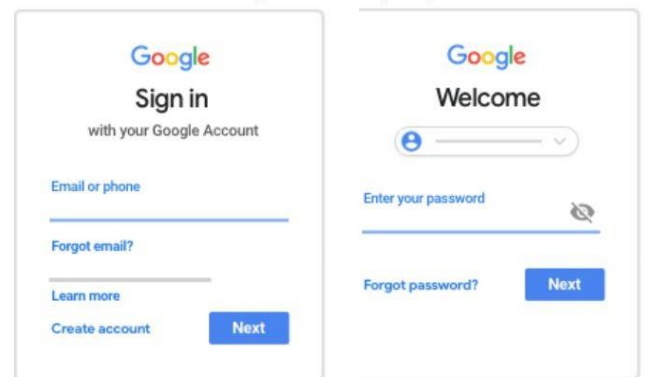 Google
Sign in
with your Google Account
Email or phone
Forgot email?
Learn more
Create account
Next
Google
Welcome
Enter your password
Forgot password?
Next